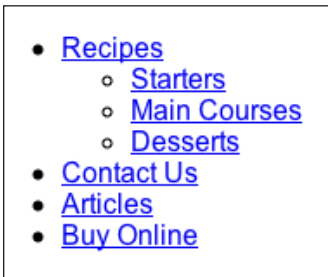 Recipes
Starters
Main Courses
Desserts
Contact Us
Articles
Buy Online